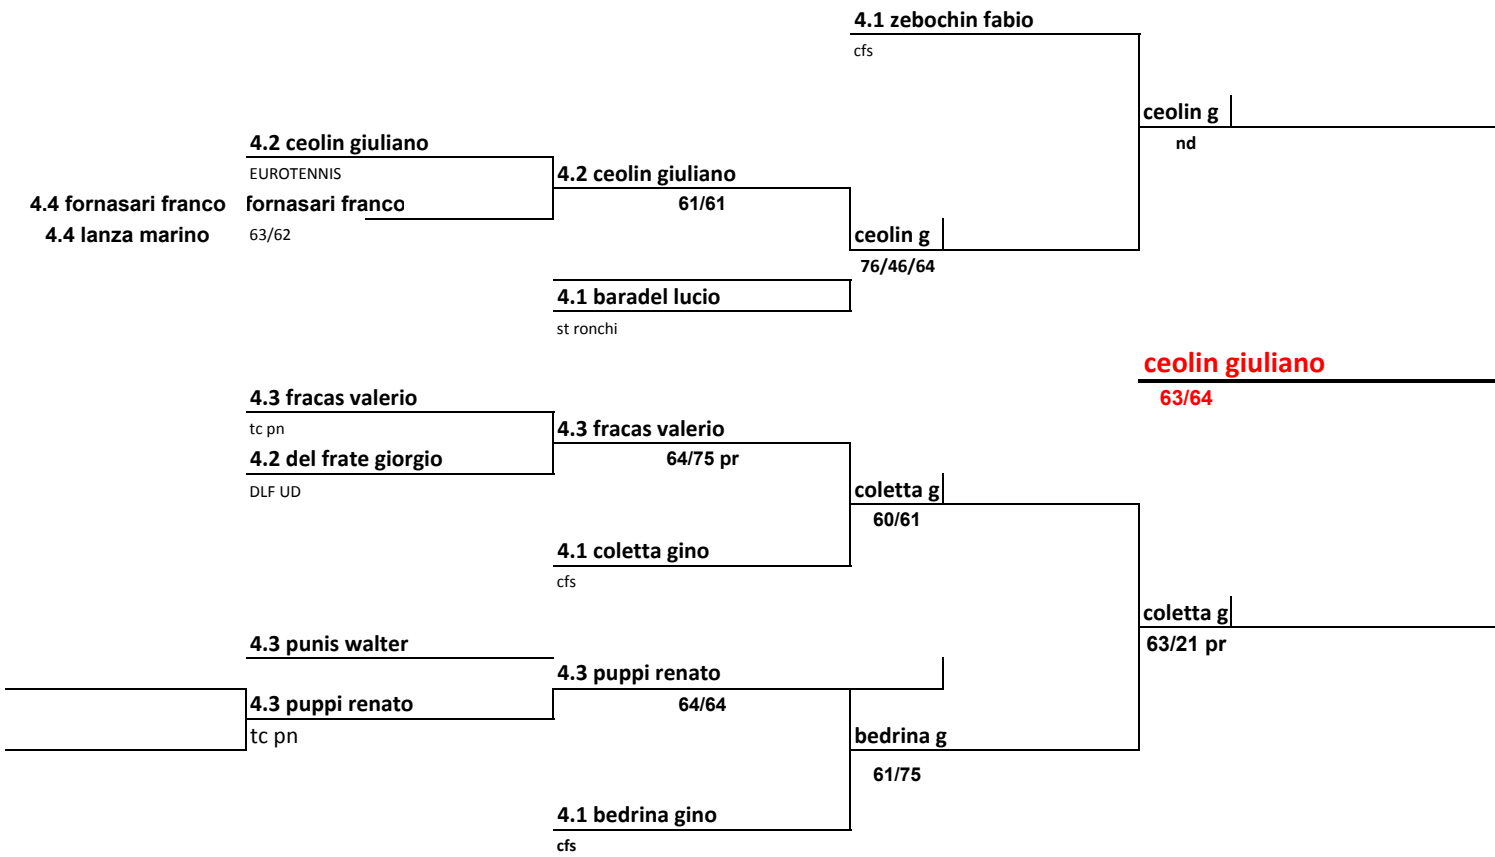 4.1 zebochin fabio
cfs
ceolin g
nd
4.2 ceolin giuliano
EUROTENNIS
4.2 ceolin giuliano
61/61
4.4 fornasari franco
fornasari franco
4.4 lanza marino
63/62
ceolin g
76/46/64
4.1 baradel lucio
st ronchi
ceolin giuliano
63/64
4.3 fracas valerio
tc pn
4.3 fracas valerio
64/75 pr
4.2 del frate giorgio
DLF UD
coletta g
60/61
4.1 coletta gino
cfs
coletta g
63/21 pr
4.3 punis walter
4.3 puppi renato
64/64
4.3 puppi renato
tc pn
bedrina g
61/75
4.1 bedrina gino
cfs